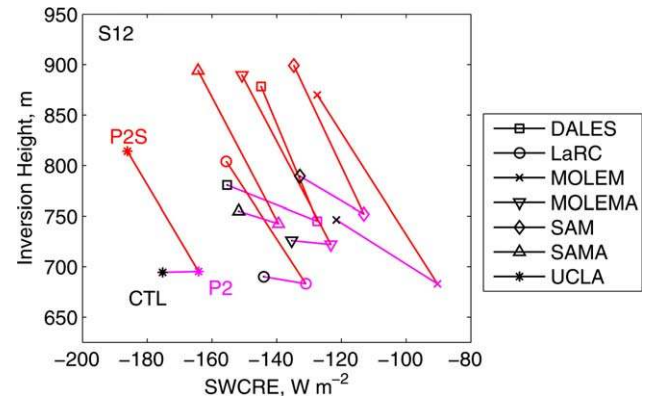 S12
950
900
850
800
750
700
650
Inversion Height, m
P2S
CTL
P2
−200 −180 −160 −140 −120 −100 −80
SWCRE, W m−2
DALES
LaRC
MOLEM
MOLEMA
SAM
SAMA
UCLA